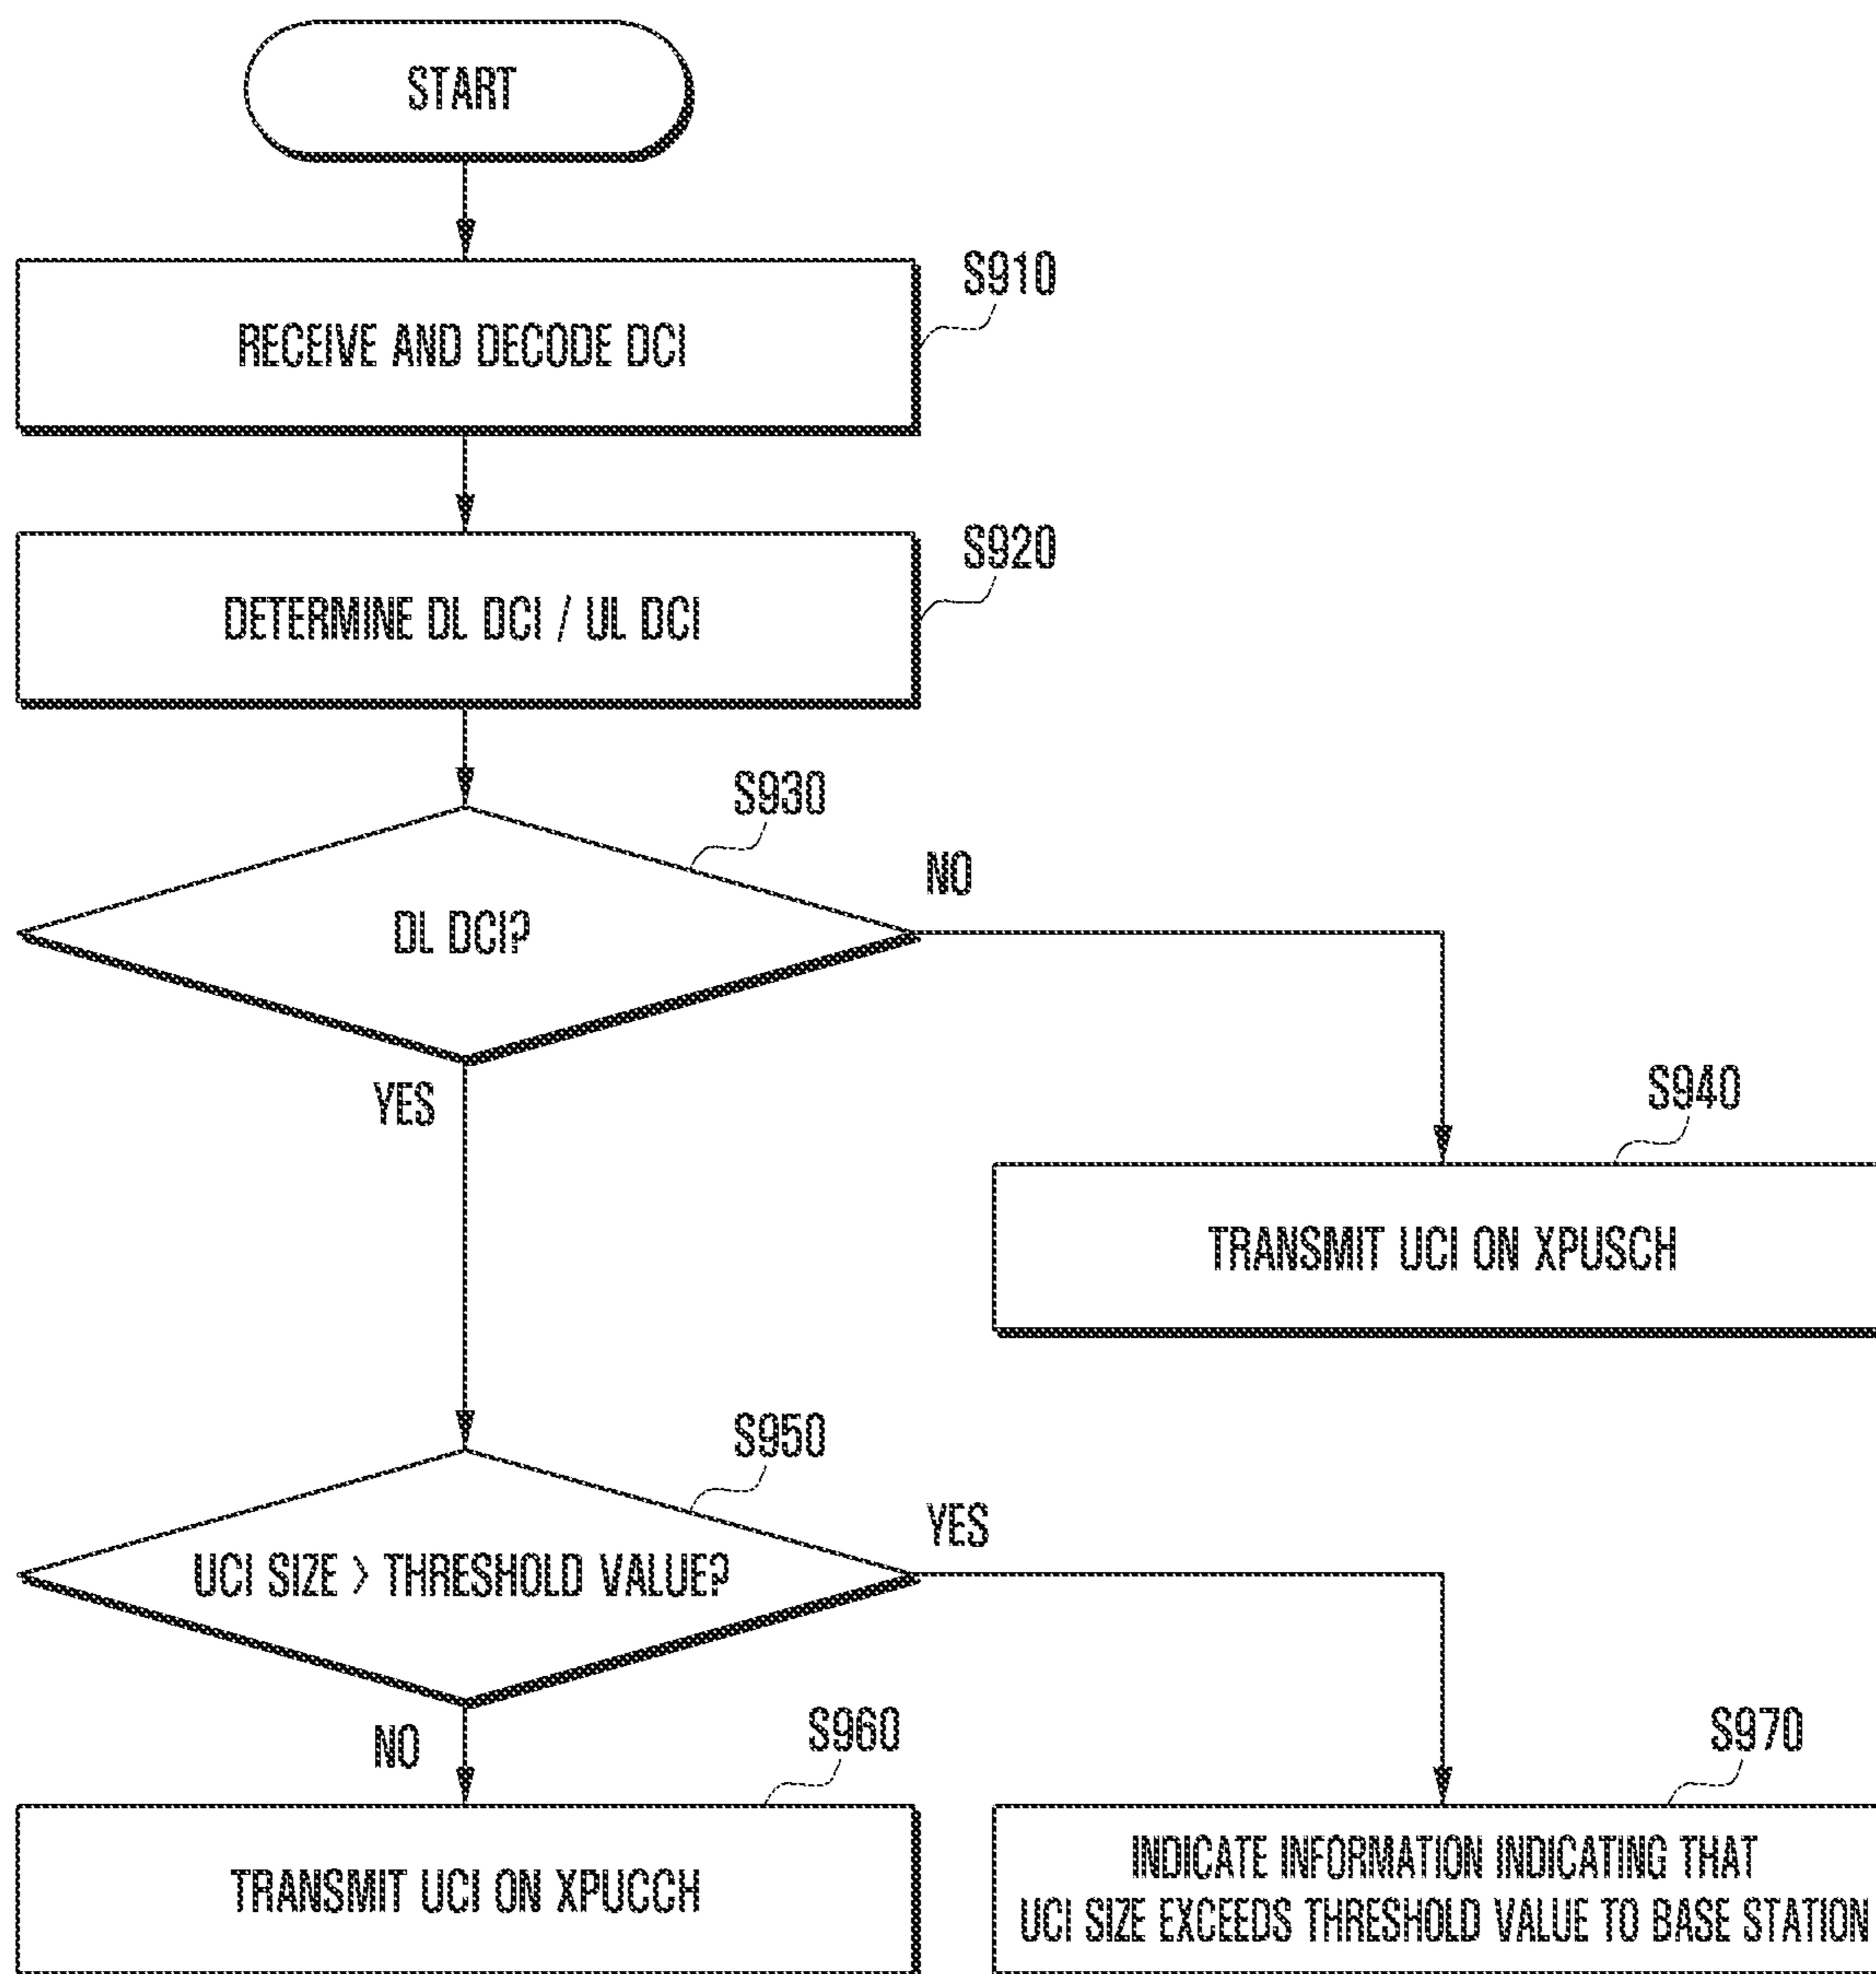 START
S910
RECEIVE AND DECODE DCI
S920
DETERMINE DL DCI / UL DCI
S930
NO
DL DCI?
YES
S940
TRANSMIT UCI ON XPUSCH
S950
YES
UCI SIZE > THRESHOLD VALUE?
NO
S960
S970
TRANSMIT UCI ON XPUCCH
INDICATE INFORMATION INDICATING THAT
UCI SIZE EXCEEDS THRESHOLD VALUE TO BASE STATION